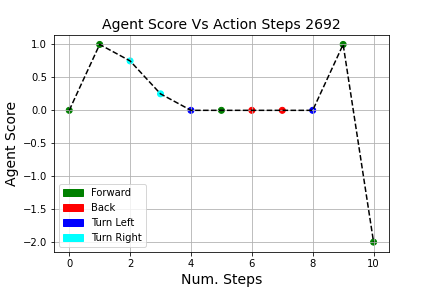 Agent Score Vs Action Steps 2692
Agent Score
1.0
0.5
0.0
−0.5
−1.0
−1.5
−2.0
Forward
Back
Turn Left
Turn Right
0 2 4 6 8 10
Num. Steps